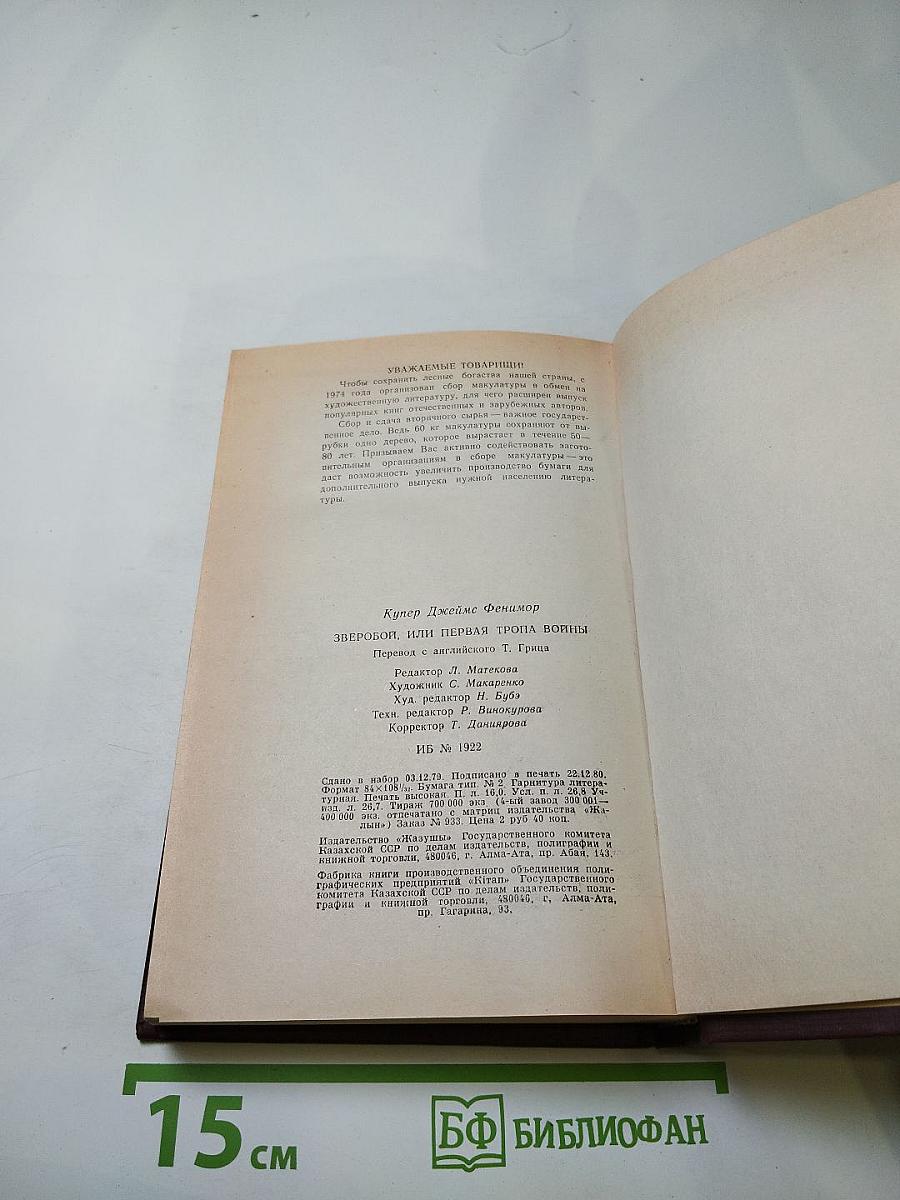 УВАЖАЕМЫЕ ТОВАРИЩИ!
Чтобы сохранить лесные богатства нашей страны, с
1974 года организован сбор макулатуры в обмен на
художественную литературу, для чего расширен выпуск
популярных книг отечественных и зарубежных авторов.
Сбор и сдача вторичного сырья — важное государст-
венное дело. Ведь 60 кг макулатуры сохраняют от вы-
рубки одно дерево, которое вырастает в течение 50—
80 лет. Призываем Вас активно содействовать загото-
вительным организациям в сборе макулатуры — это
даст возможность увеличить производство бумаги для
дополнительного выпуска нужной населению литера-
туры.
Купер Джеймс Фенимор
ЗВЕРОБОЙ, ИЛИ ПЕРВАЯ ТРОПА ВОЙНЫ
Перевод с английского Т. Грица
Редактор Л. Матекова
Художник С. Макаренко
Худ. редактор Н. Бубэ
Техн. редактор Р. Винокурова
Корректор Т. Даниярова
ИБ № 1922
Сдано в набор 03.12.79. Подписано в печать 22.12.80.
Формат 84×108¹/₃₂. Бумага тип. № 2. Гарнитура литера-
турная. Печать высокая. П. л. 16,0. Усл. п. л. 26,8 Уч-
изд. л. 26,7. Тираж 700 000 экз. (4-ый завод 300 001—
400 000 экз. отпечатано с матриц издательства «Жа-
лын») Заказ № 933. Цена 2 руб 40 коп.
Издательство «Жазушы» Государственного комитета
Казахской ССР по делам издательств, полиграфии и
книжной торговли, 480046, г. Алма-Ата, пр. Абая, 143.
Фабрика книги производственного объединения поли-
графических предприятий «Кiтап» Государственного
комитета Казахской ССР по делам издательств, поли-
графии и книжной торговли, 480046, г, Алма-Ата,
пр. Гагарина, 93.
15 см
БФ БИБЛИОФАН